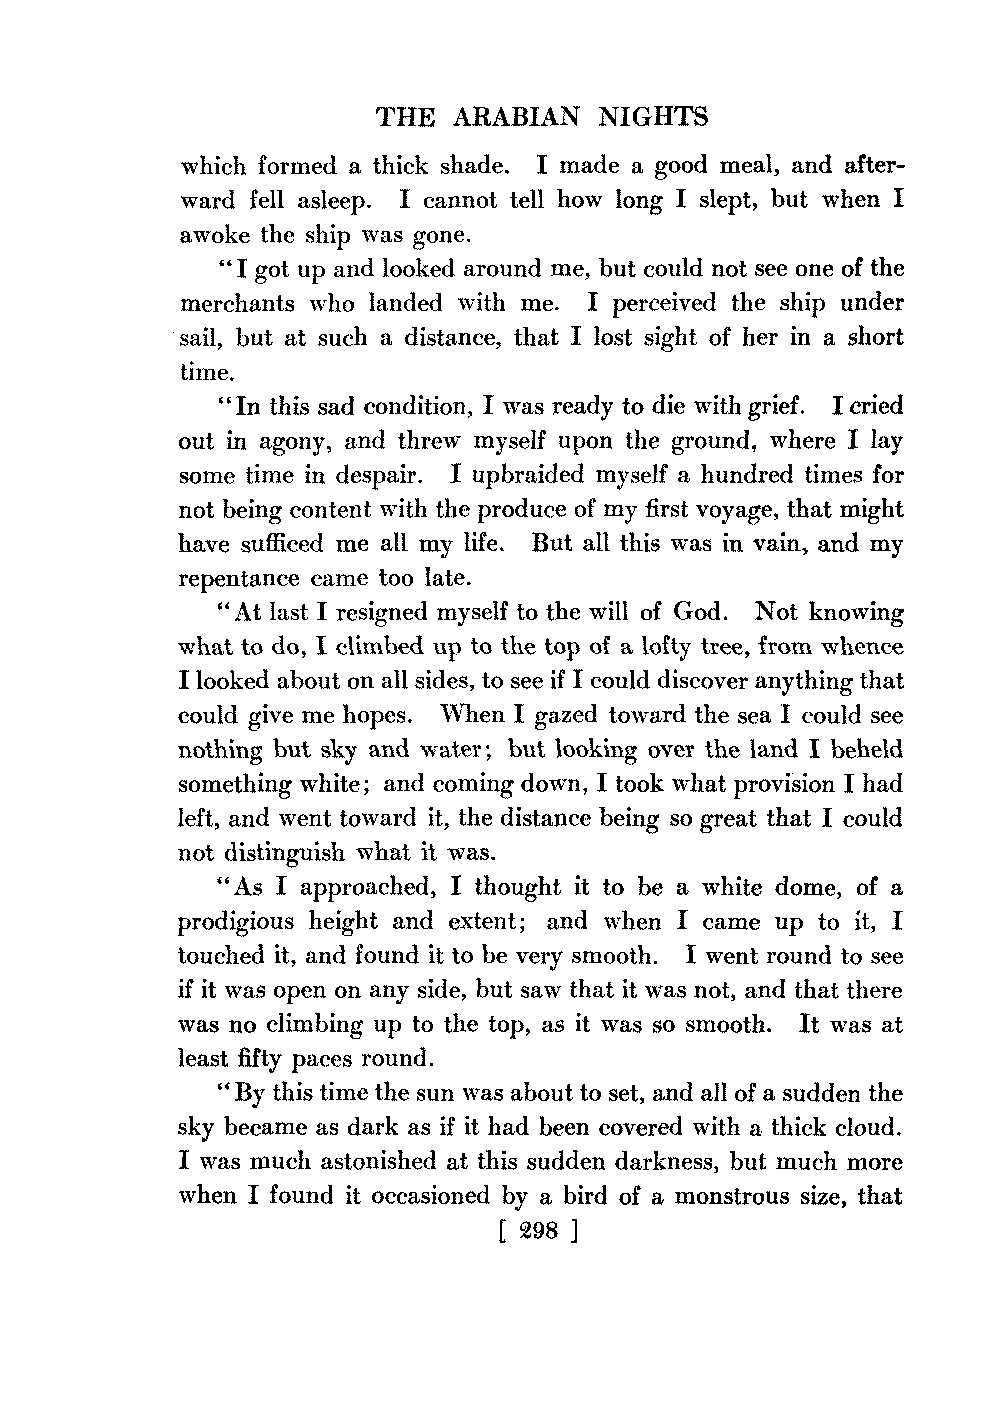 THE ARABIAN NIGHTS
which formed a thick shade. I made a good meal, and after-
ward fell asleep. I cannot tell how long I slept, but when I
awoke the ship was gone.
“I got up and looked around me, but could not see one of the
merchants who landed with me. I perceived the ship under
sail, but at such a distance, that I lost sight of her in a short
time.
“In this sad condition, I was ready to die with grief. I cried
out in agony, and threw myself upon the ground, where I lay
some time in despair. I upbraided myself a hundred times for
not being content with the produce of my first voyage, that might
have sufficed me all my life. But all this was in vain, and my
repentance came too late.
“At last I resigned myself to the will of God. Not knowing
what to do, I climbed up to the top of a lofty tree, from whence
I looked about on all sides, to see if I could discover anything that
could give me hopes. When I gazed toward the sea I could see
nothing but sky and water; but looking over the land I beheld
something white; and coming down, I took what provision I had
left, and went toward it, the distance being so great that I could
not distinguish what it was.
“As I approached, I thought it to be a white dome, of a
prodigious height and extent; and when I came up to it, I
touched it, and found it to be very smooth. I went round to see
if it was open on any side, but saw that it was not, and that there
was no climbing up to the top, as it was so smooth. It was at
least fifty paces round.
“By this time the sun was about to set, and all of a sudden the
sky became as dark as if it had been covered with a thick cloud.
I was much astonished at this sudden darkness, but much more
when I found it occasioned by a bird of a monstrous size, that
[ 298 ]